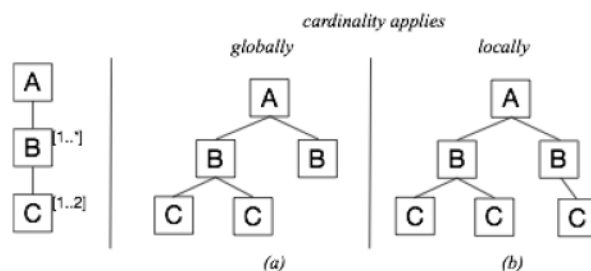 cardinality applies
globally
locally
A
B [1..*]
C [1..2]
A
B B
C C
(a)
A
B B
C C C
(b)